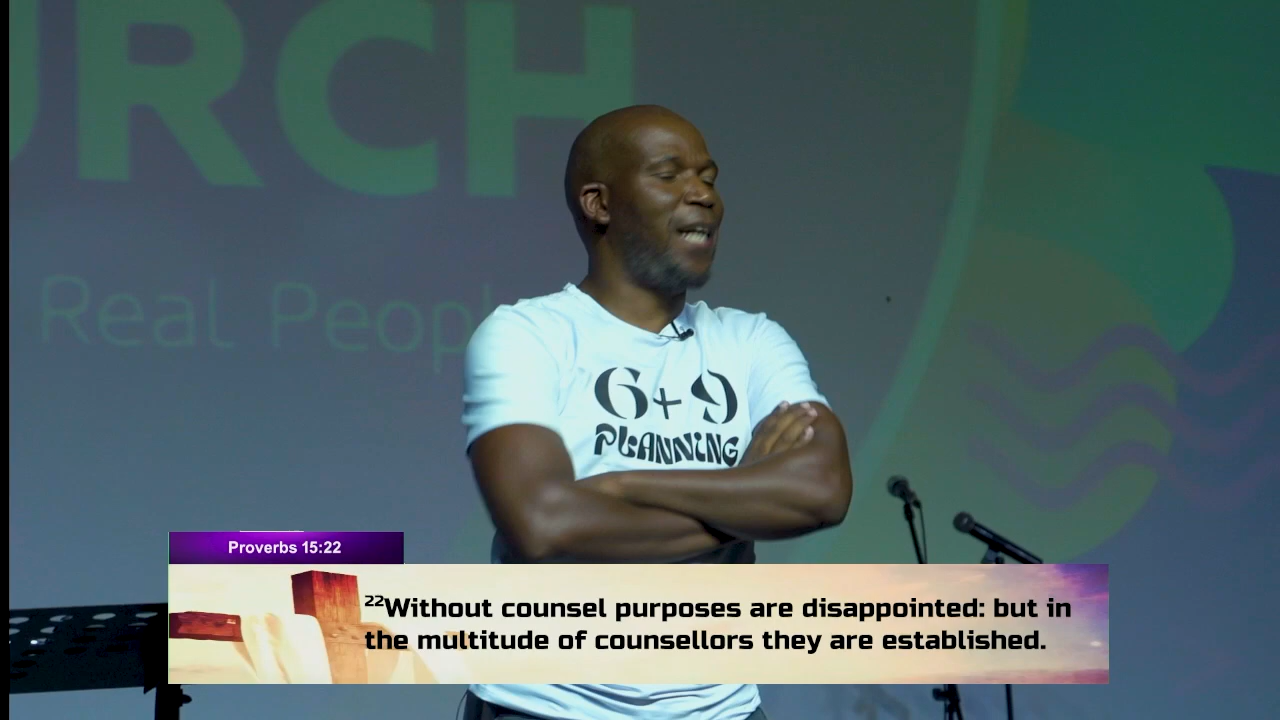 URCH
Real Peopl
6+9
PLANNING
Proverbs 15:22
22Without counsel purposes are disappointed: but in
the multitude of counsellors they are established.